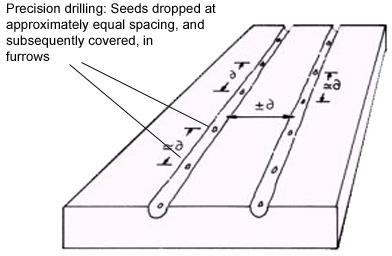 Precision drilling: Seeds dropped at
approximately equal spacing, and
subsequently covered, in
furrows
∂
≃∂
±∂
≃∂